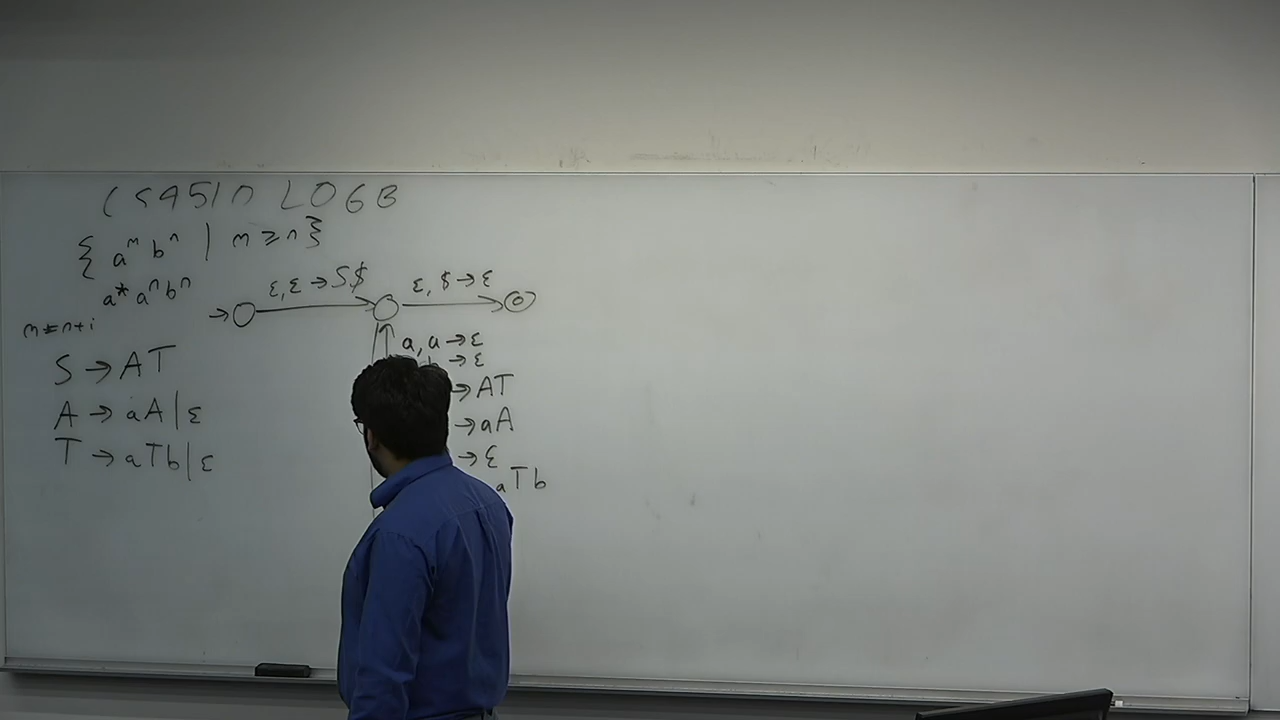 CS4510 L06B
{ a^m b^n | m ≥ n }
a* a^n b^n
m = n+i
S → AT
A → aA | ε
T → aTb | ε
ε, ε → S$
ε, $ → ε
a, a → ε
→ ε
→ AT
→ aA
→ ε
aTb